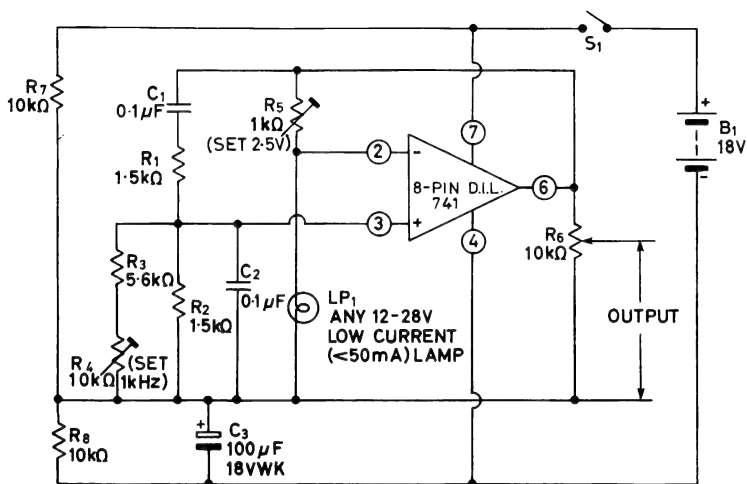 S1
R7
10kΩ
C1
0·1µF
R5
1kΩ
(SET 2.5V)
7
+
B1
18V
-
R1
1·5kΩ
2
-
8-PIN D.I.L.
741
6
3
+
4
R6
10kΩ
R3
5·6kΩ
C2
0·1µF
R2
1·5kΩ
LP1
ANY 12-28V
LOW CURRENT
(<50mA) LAMP
OUTPUT
R4
10kΩ
(SET
1kHz)
R8
10kΩ
+
C3
100µF
18VWK